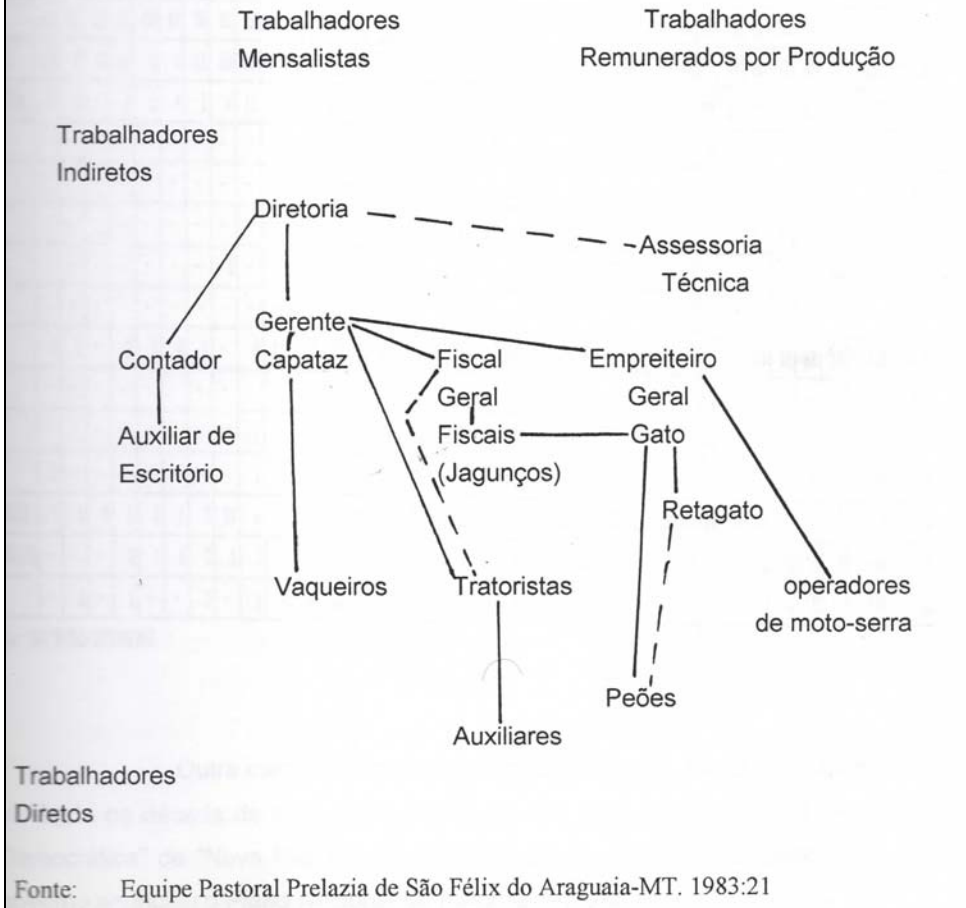 Trabalhadores
Mensalistas
Trabalhadores
Remunerados por Produção
Trabalhadores
Indiretos
Diretoria
Assessoria
Técnica
Gerente
Contador
Capataz
Fiscal
Geral
Empreiteiro
Geral
Auxiliar de
Escritório
Fiscais
(Jagunços)
Gato
Retagato
Vaqueiros
Tratoristas
operadores
de moto-serra
Peões
Auxiliares
Trabalhadores
Diretos
Fonte: Equipe Pastoral Prelazia de São Félix do Araguaia-MT. 1983:21